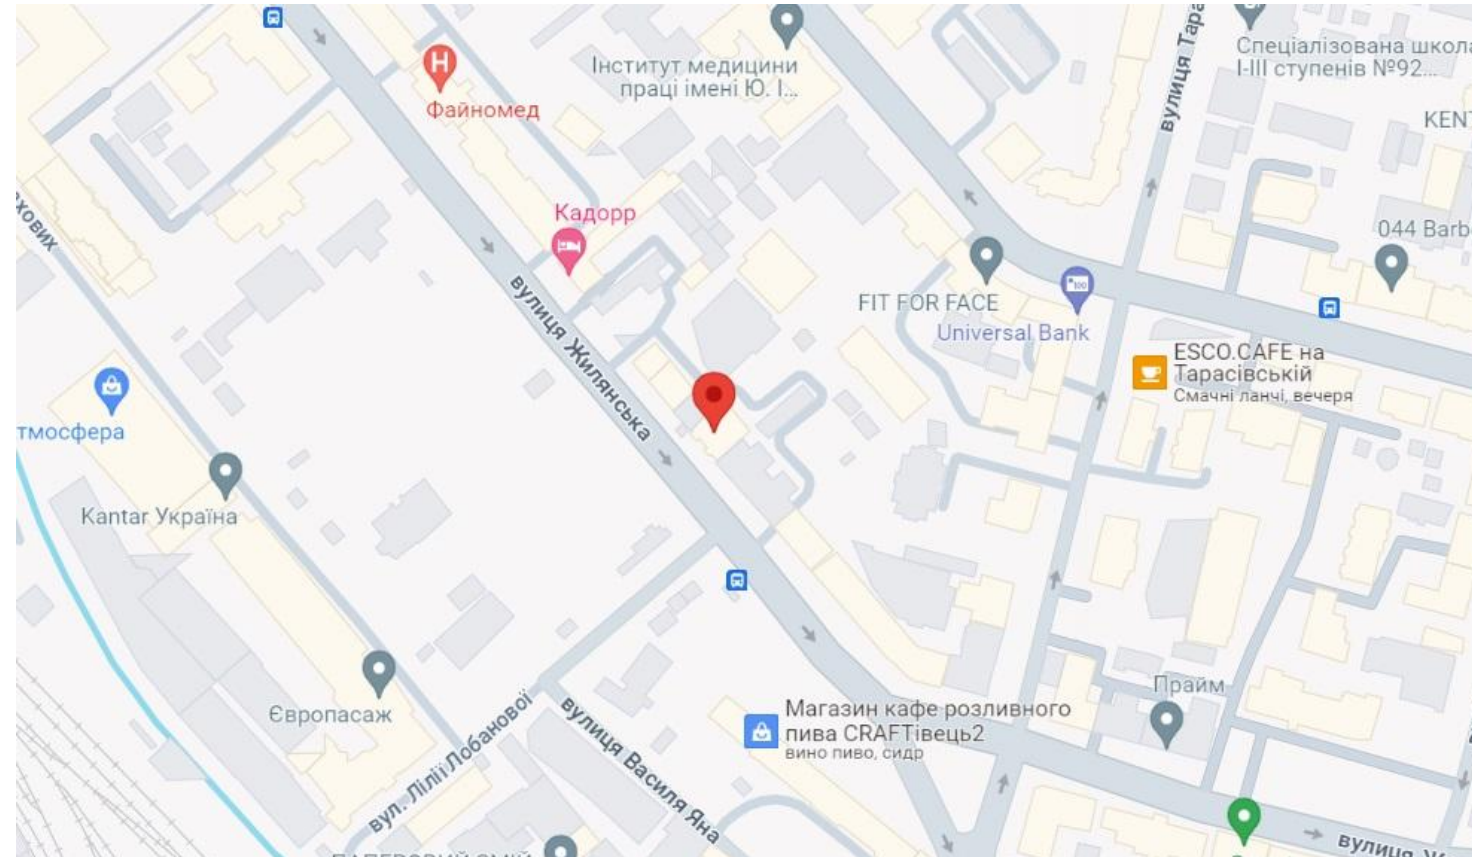 вулиця Тара
Спеціалізована школа
І-ІІІ ступенів №92...
Інститут медицини
праці імені Ю. І...
H
Файномед
KENT
Кадорр
044 Barb
хових
вулиця Жилянська
FIT FOR FACE
Universal Bank
ESCO.CAFE на
Тарасівській
Смачні ланчі, вечеря
тмосфера
Kantar Україна
Європасаж
вул. Лілії Лобанової
вулиця Василя Яна
Магазин кафе розливного
пива CRAFTівець2
вино пиво, сидр
Прайм
вулиця